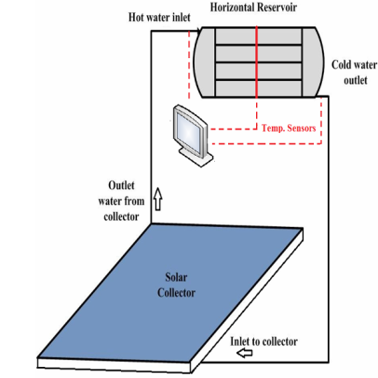 Horizontal Reservoir
Hot water inlet
Cold water
outlet
Temp. Sensors
Outlet
water from
collector
Solar
Collector
Inlet to collector